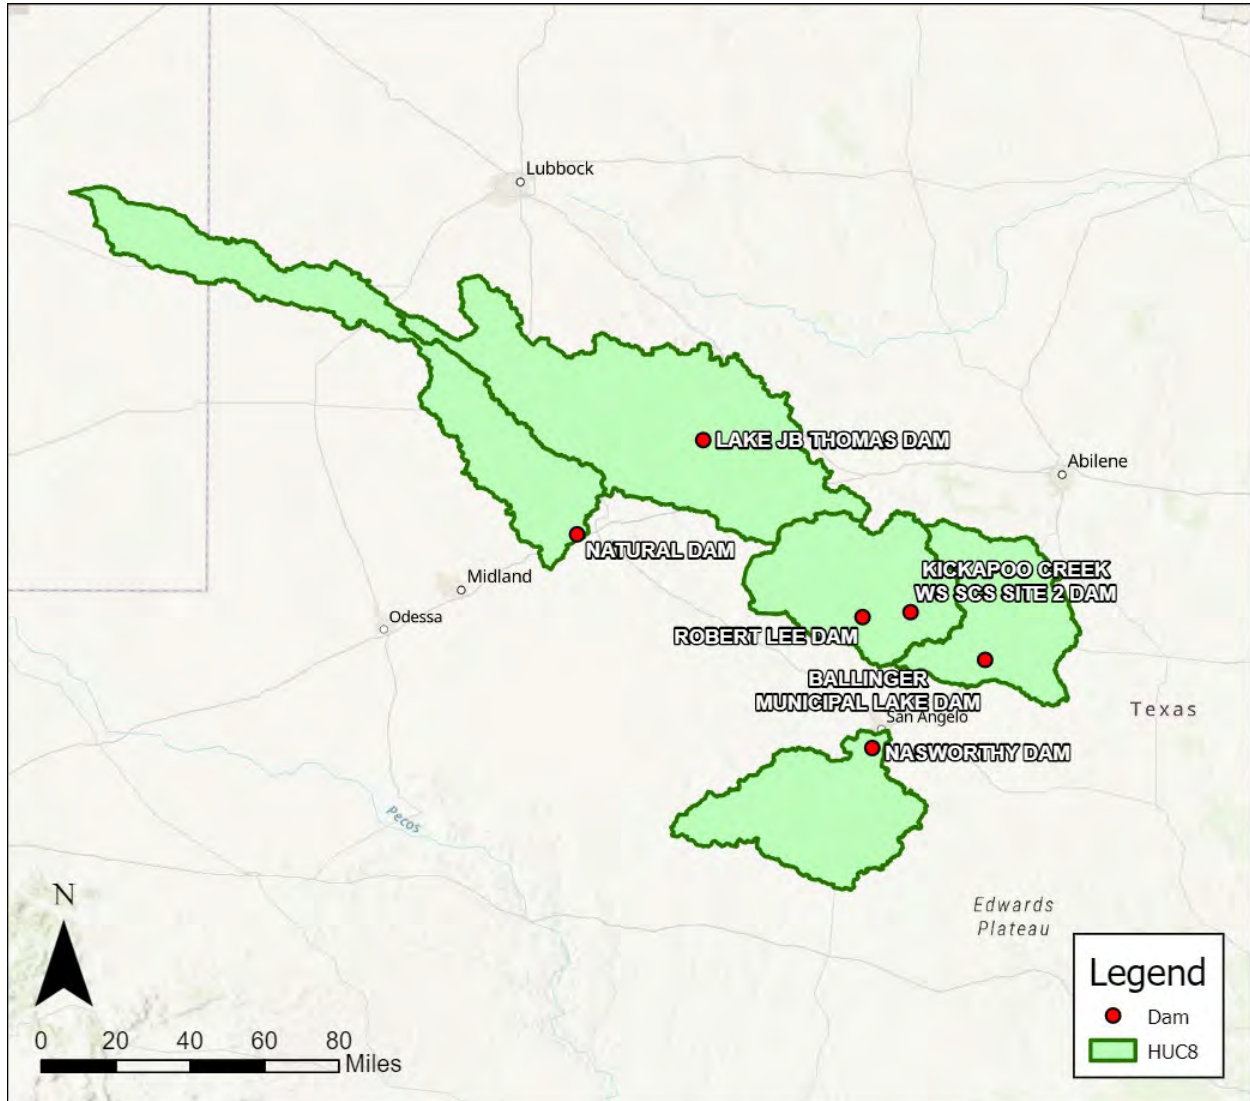 Lubbock
LAKE JB THOMAS DAM
Abilene
NATURAL DAM
Midland
KICKAPOO CREEK
WS SCS SITE 2 DAM
Odessa
ROBERT LEE DAM
BALLINGER
MUNICIPAL LAKE DAM
Texas
San Angelo
NASWORTHY DAM
Pecos
Edwards
Plateau
N
0 20 40 60 80
Miles
Legend
Dam
HUC8